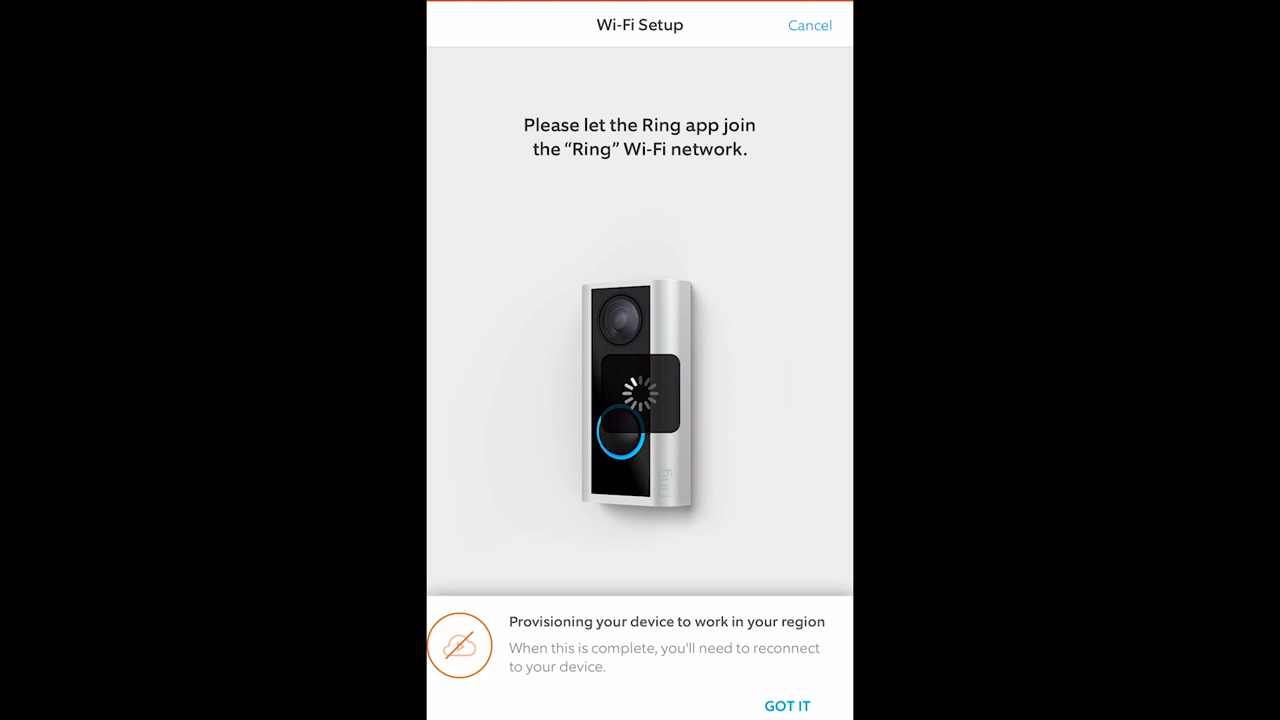 Wi-Fi Setup
Cancel
Please let the Ring app join
the “Ring” Wi-Fi network.
ring
Provisioning your device to work in your region
When this is complete, you'll need to reconnect
to your device.
GOT IT